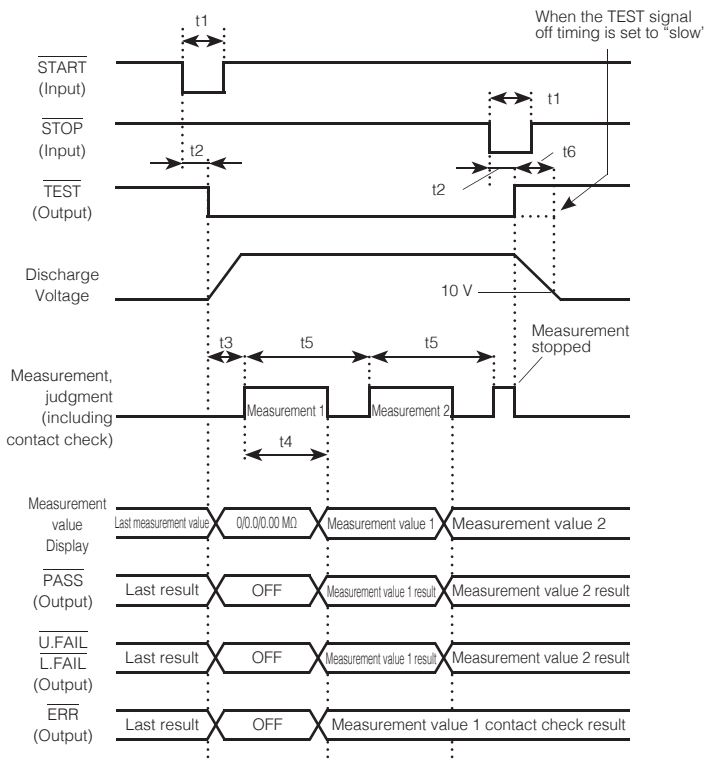 When the TEST signal
off timing is set to "slow"
t1
START
(Input)
t1
STOP
(Input)
t2
t6
TEST
(Output)
t2
Discharge
Voltage
10 V
Measurement
stopped
t3
t5
t5
Measurement,
judgment
(including
contact check)
Measurement 1
Measurement 2
t4
Measurement
value
Display
Last measurement value
0/0.0/0.00 MΩ
Measurement value 1
Measurement value 2
PASS
(Output)
Last result
OFF
Measurement value 1 result
Measurement value 2 result
U.FAIL
L.FAIL
(Output)
Last result
OFF
Measurement value 1 result
Measurement value 2 result
ERR
(Output)
Last result
OFF
Measurement value 1 contact check result